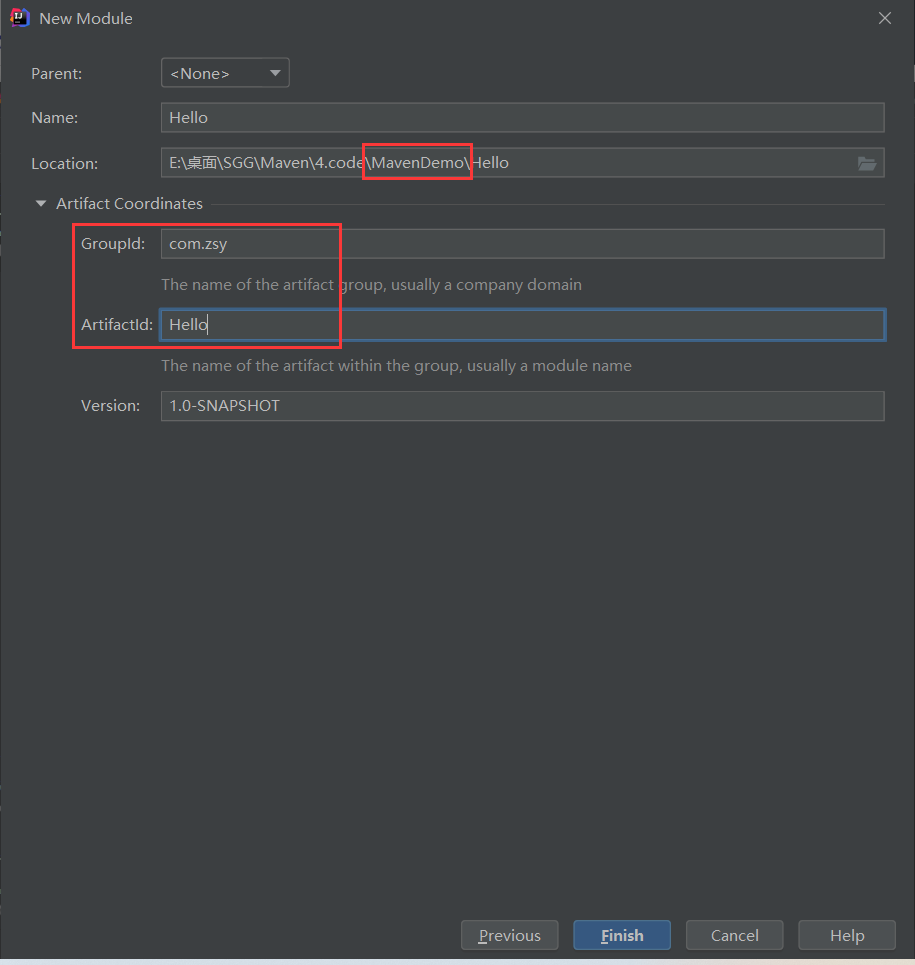 New Module
Parent: <None>
Name: Hello
Location: E:\桌面\SGG\Maven\4.code\MavenDemo\Hello
Artifact Coordinates
GroupId: com.zsy
The name of the artifact group, usually a company domain
ArtifactId: Hello
The name of the artifact within the group, usually a module name
Version: 1.0-SNAPSHOT
Previous Finish Cancel Help